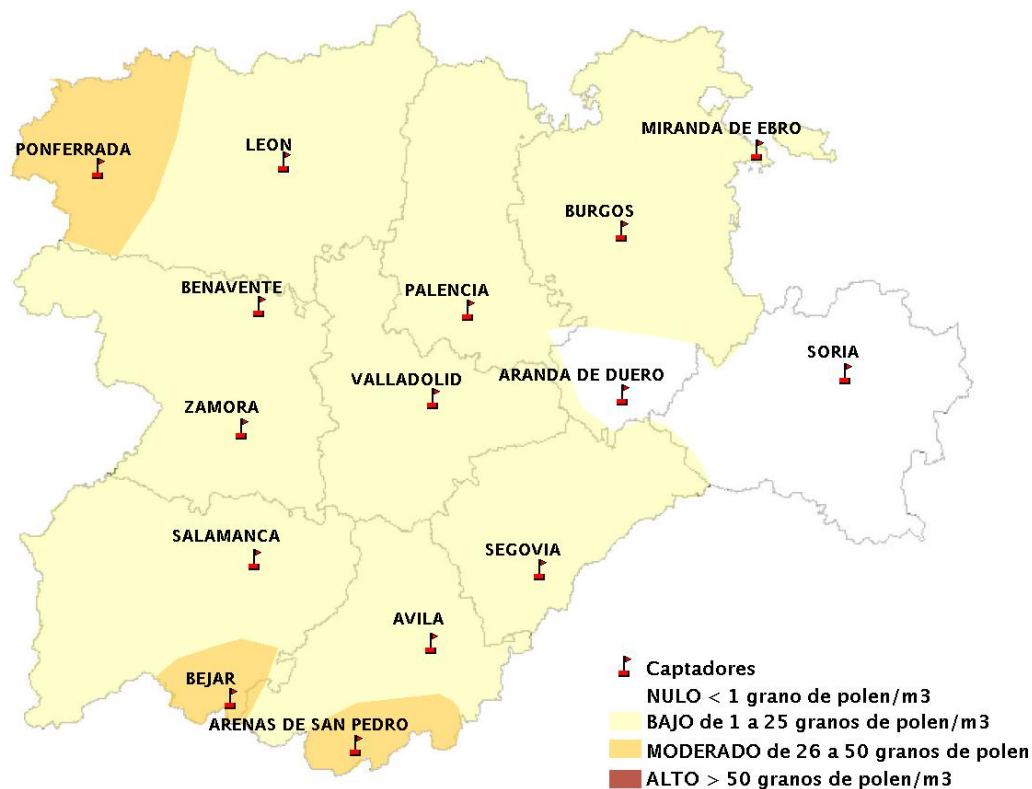 MIRANDA DE EBRO
PONFERRADA
LEON
BURGOS
BENAVENTE
PALENCIA
SORIA
VALLADOLID
ARANDA DE DUERO
ZAMORA
SALAMANCA
SEGOVIA
AVILA
BEJAR
ARENAS DE SAN PEDRO
Captadores
NULO < 1 grano de polen/m3
BAJO de 1 a 25 granos de polen/m3
MODERADO de 26 a 50 granos de polen
ALTO > 50 granos de polen/m3